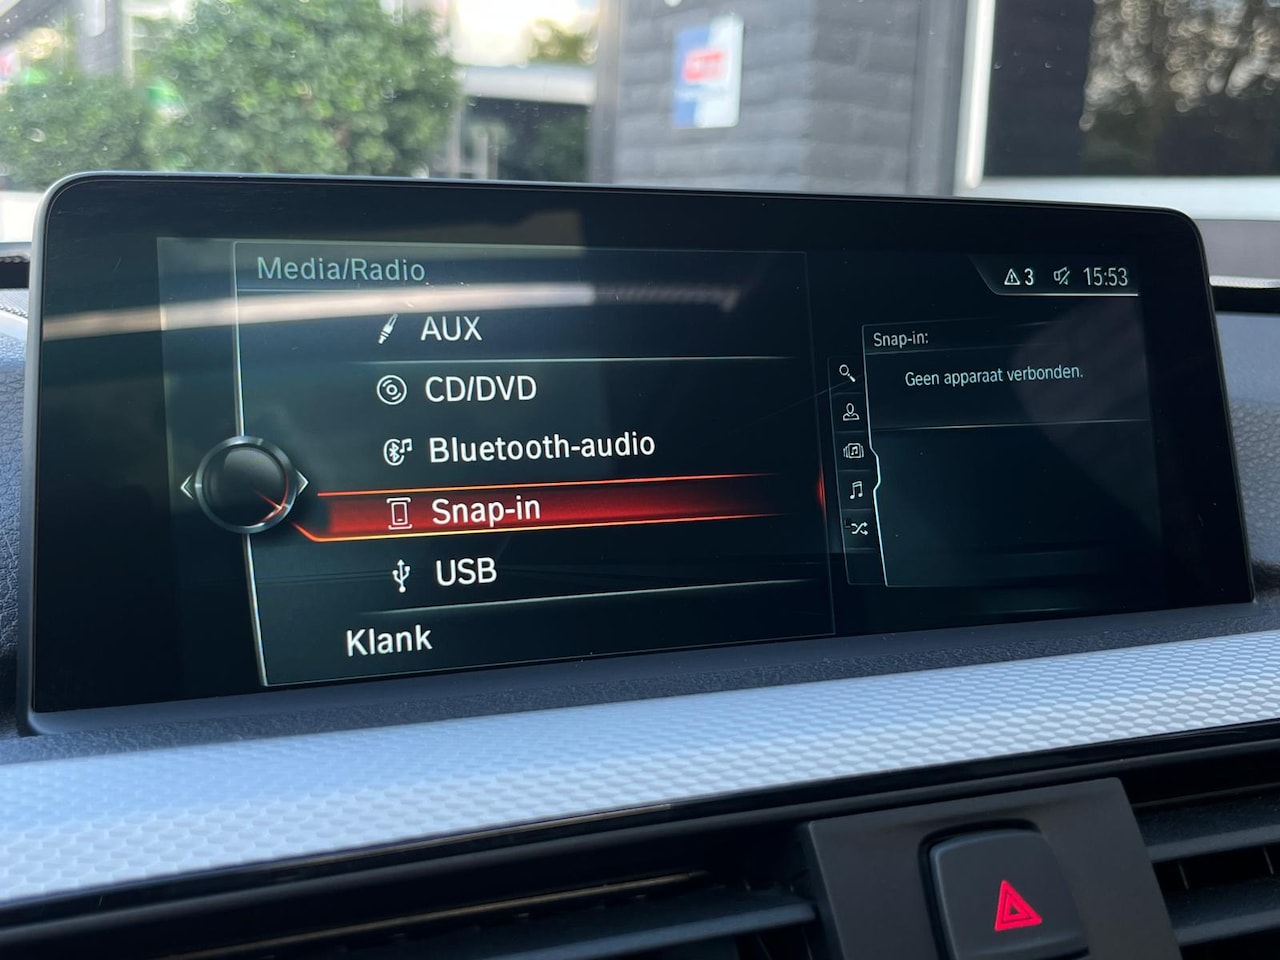 Media/Radio
3 15:53
AUX
CD/DVD
Bluetooth-audio
Snap-in
USB
Klank
Snap-in:
Geen apparaat verbonden.